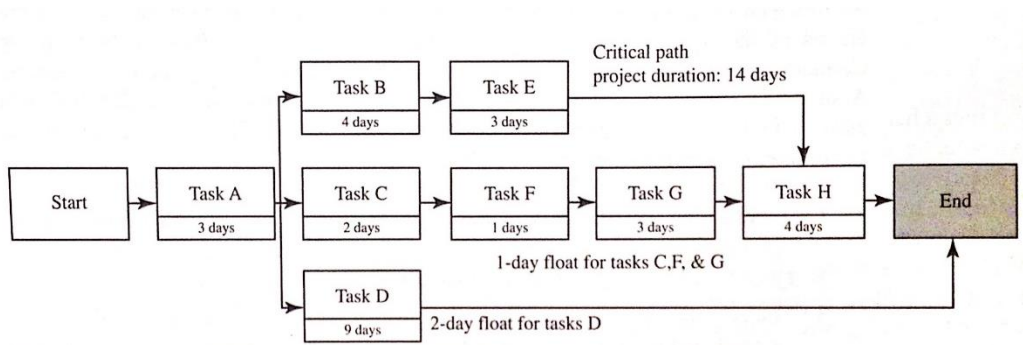 Critical path
project duration: 14 days
Task B
4 days
Task E
3 days
Start
Task A
3 days
Task C
2 days
Task F
1 days
Task G
3 days
Task H
4 days
End
1-day float for tasks C,F, & G
Task D
9 days
2-day float for tasks D